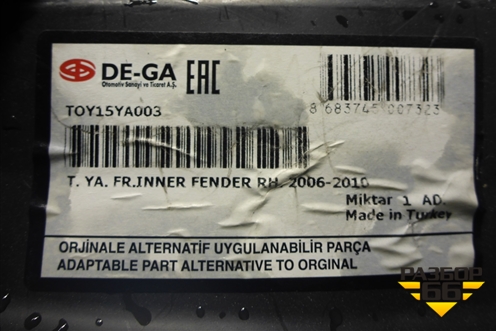 DE-GA EAC
Otomotiv Sanayi ve Ticaret A.Ş.
TOY15YA003
8 683745 007323
T. YA. FR.INNER FENDER RH. 2006-2010
Miktar 1 AD.
Made in Turkey
ORJİNALE ALTERNATİF UYGULANABİLİR PARÇA
ADAPTABLE PART ALTERNATIVE TO ORGINAL
РАЗБОР
66